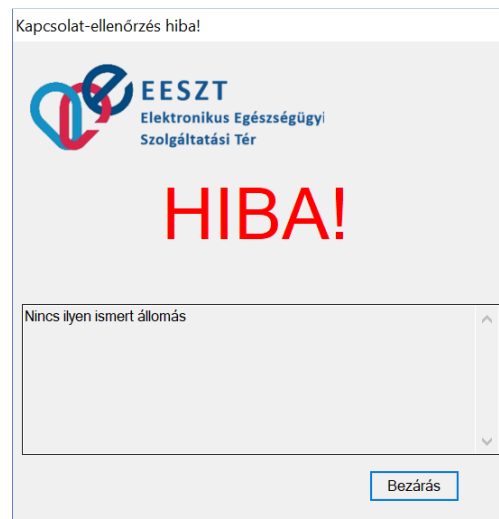 Kapcsolat-ellenőrzés hiba!
EESZT
Elektronikus Egészségügyi
Szolgáltatási Tér
HIBA!
Nincs ilyen ismert állomás
Bezárás